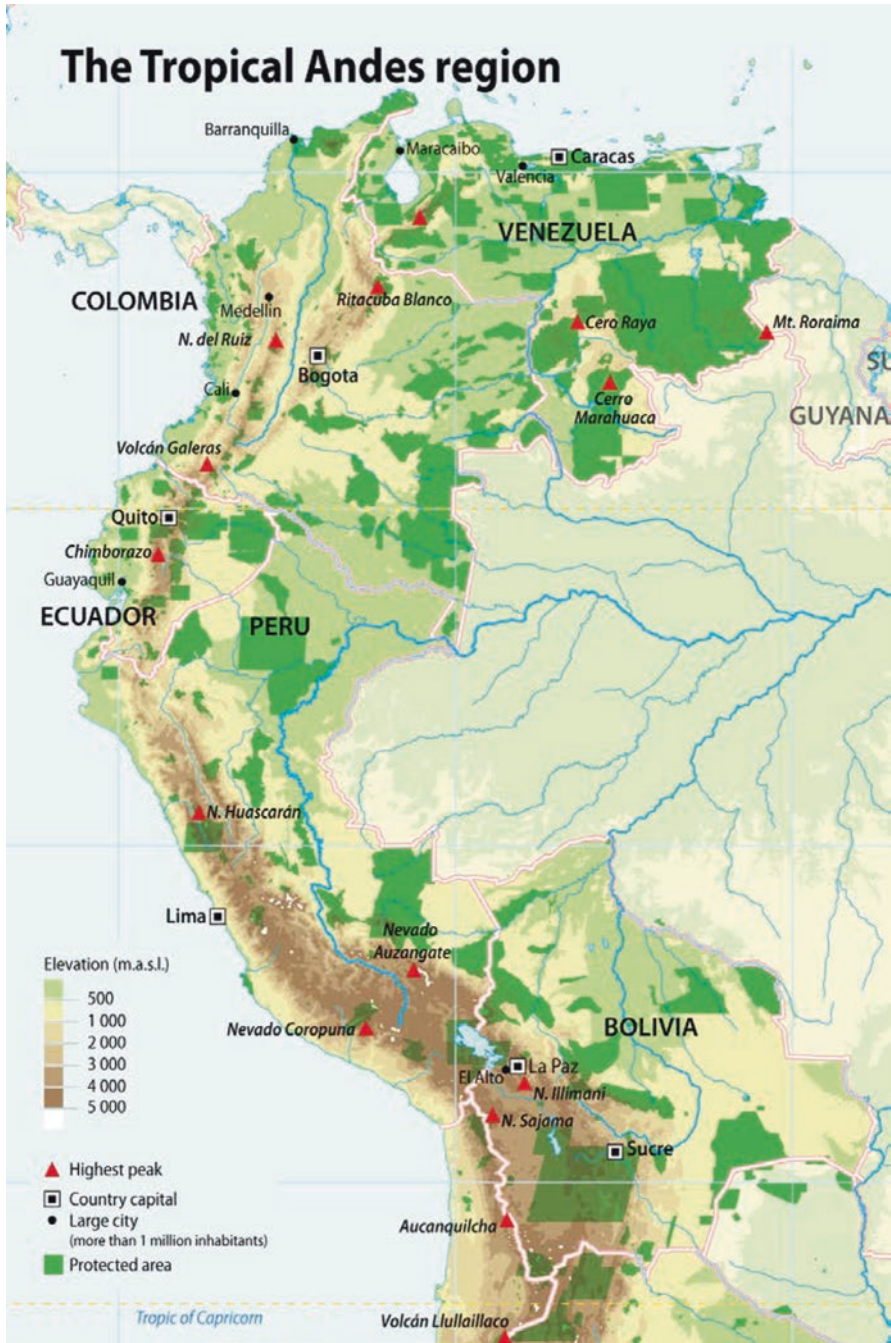 The Tropical Andes region
Barranquilla
Maracaibo
Caracas
Valencia
VENEZUELA
COLOMBIA
Ritacuba Blanco
Medellin
N. del Ruiz
Cero Raya
Mt. Roraima
Bogota
SU
Cali
Cerro
Marahuaca
GUYANA
Volcán Galeras
Quito
Chimborazo
Guayaquil
ECUADOR
PERU
N. Huascarán
Lima
Nevado
Auzangate
Elevation (m.a.s.l.)
500
1 000
2 000
3 000
4 000
5 000
Nevado Coropuna
BOLIVIA
La Paz
El Alto
N. Illimani
N. Sajama
Sucre
Highest peak
Country capital
Large city
(more than 1 million inhabitants)
Protected area
Aucanquilcha
Tropic of Capricorn
Volcán Llullaillaco